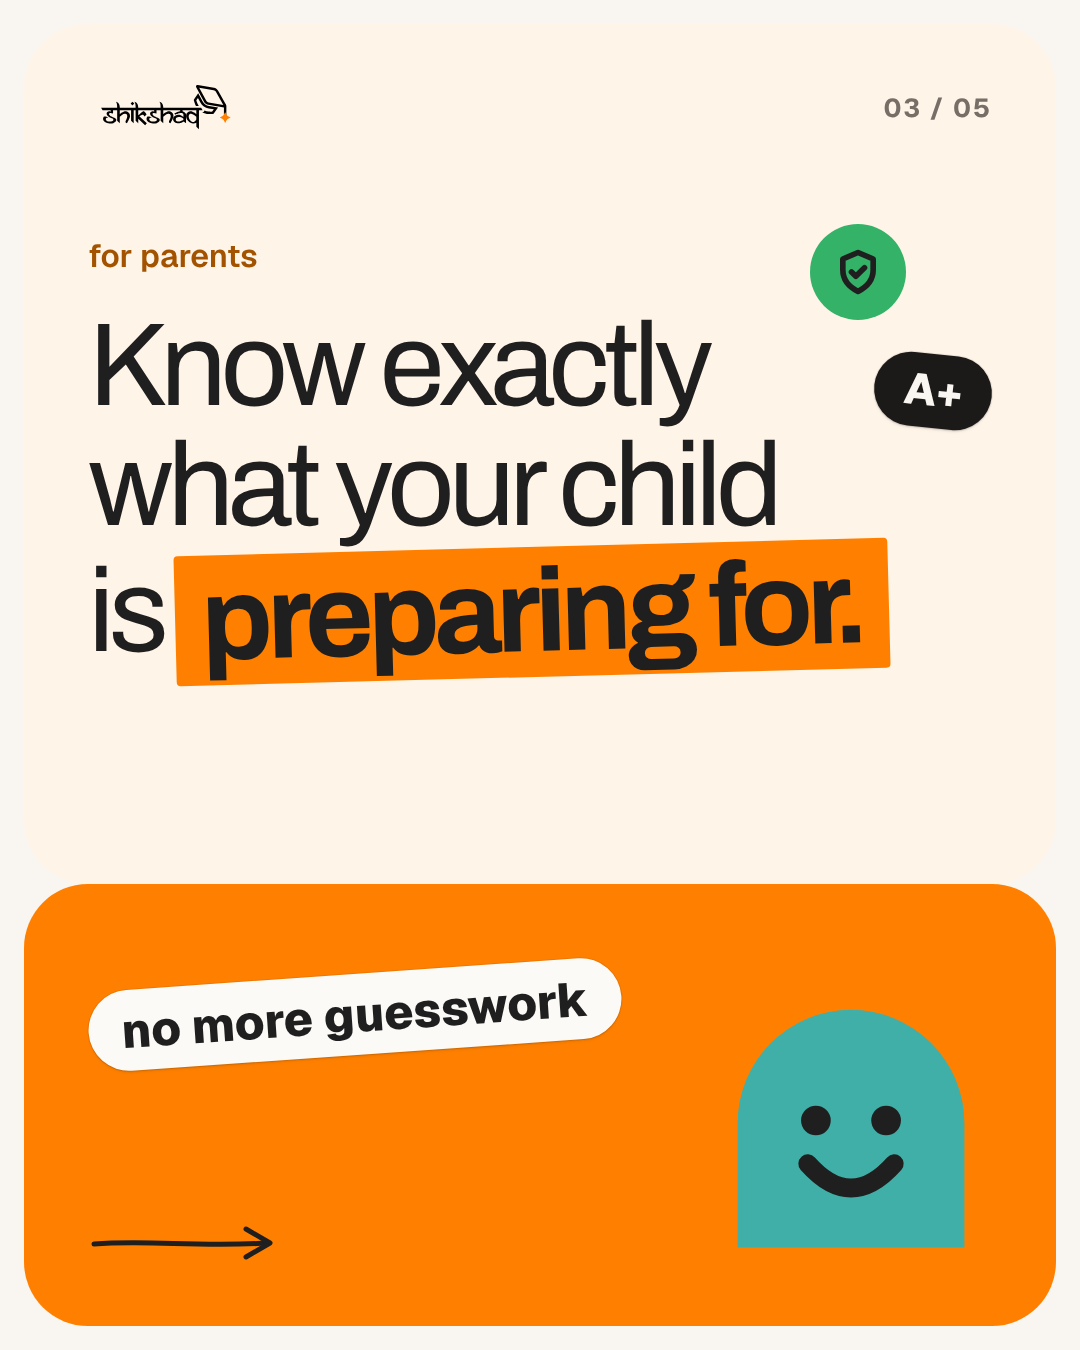 shikshaq
03 / 05
for parents
Know exactly
A+
what your child
is preparing for.
no more guesswork